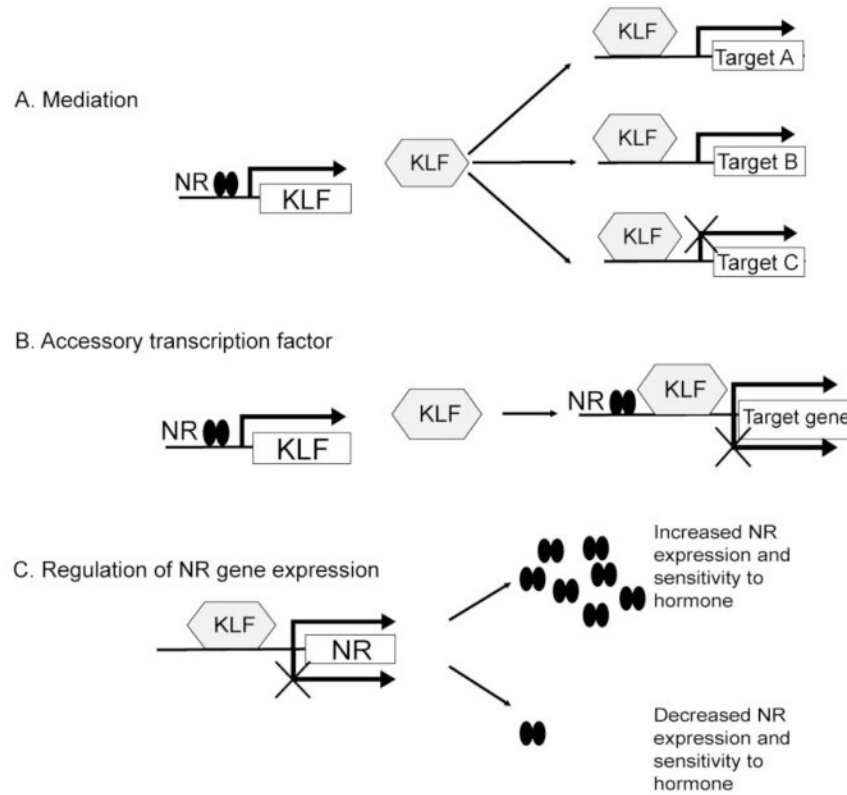 A. Mediation
NR
KLF
KLF
KLF
Target A
KLF
Target B
KLF
Target C
B. Accessory transcription factor
NR
KLF
KLF
NR
KLF
Target gene
C. Regulation of NR gene expression
KLF
NR
Increased NR
expression and
sensitivity to
hormone
Decreased NR
expression and
sensitivity to
hormone